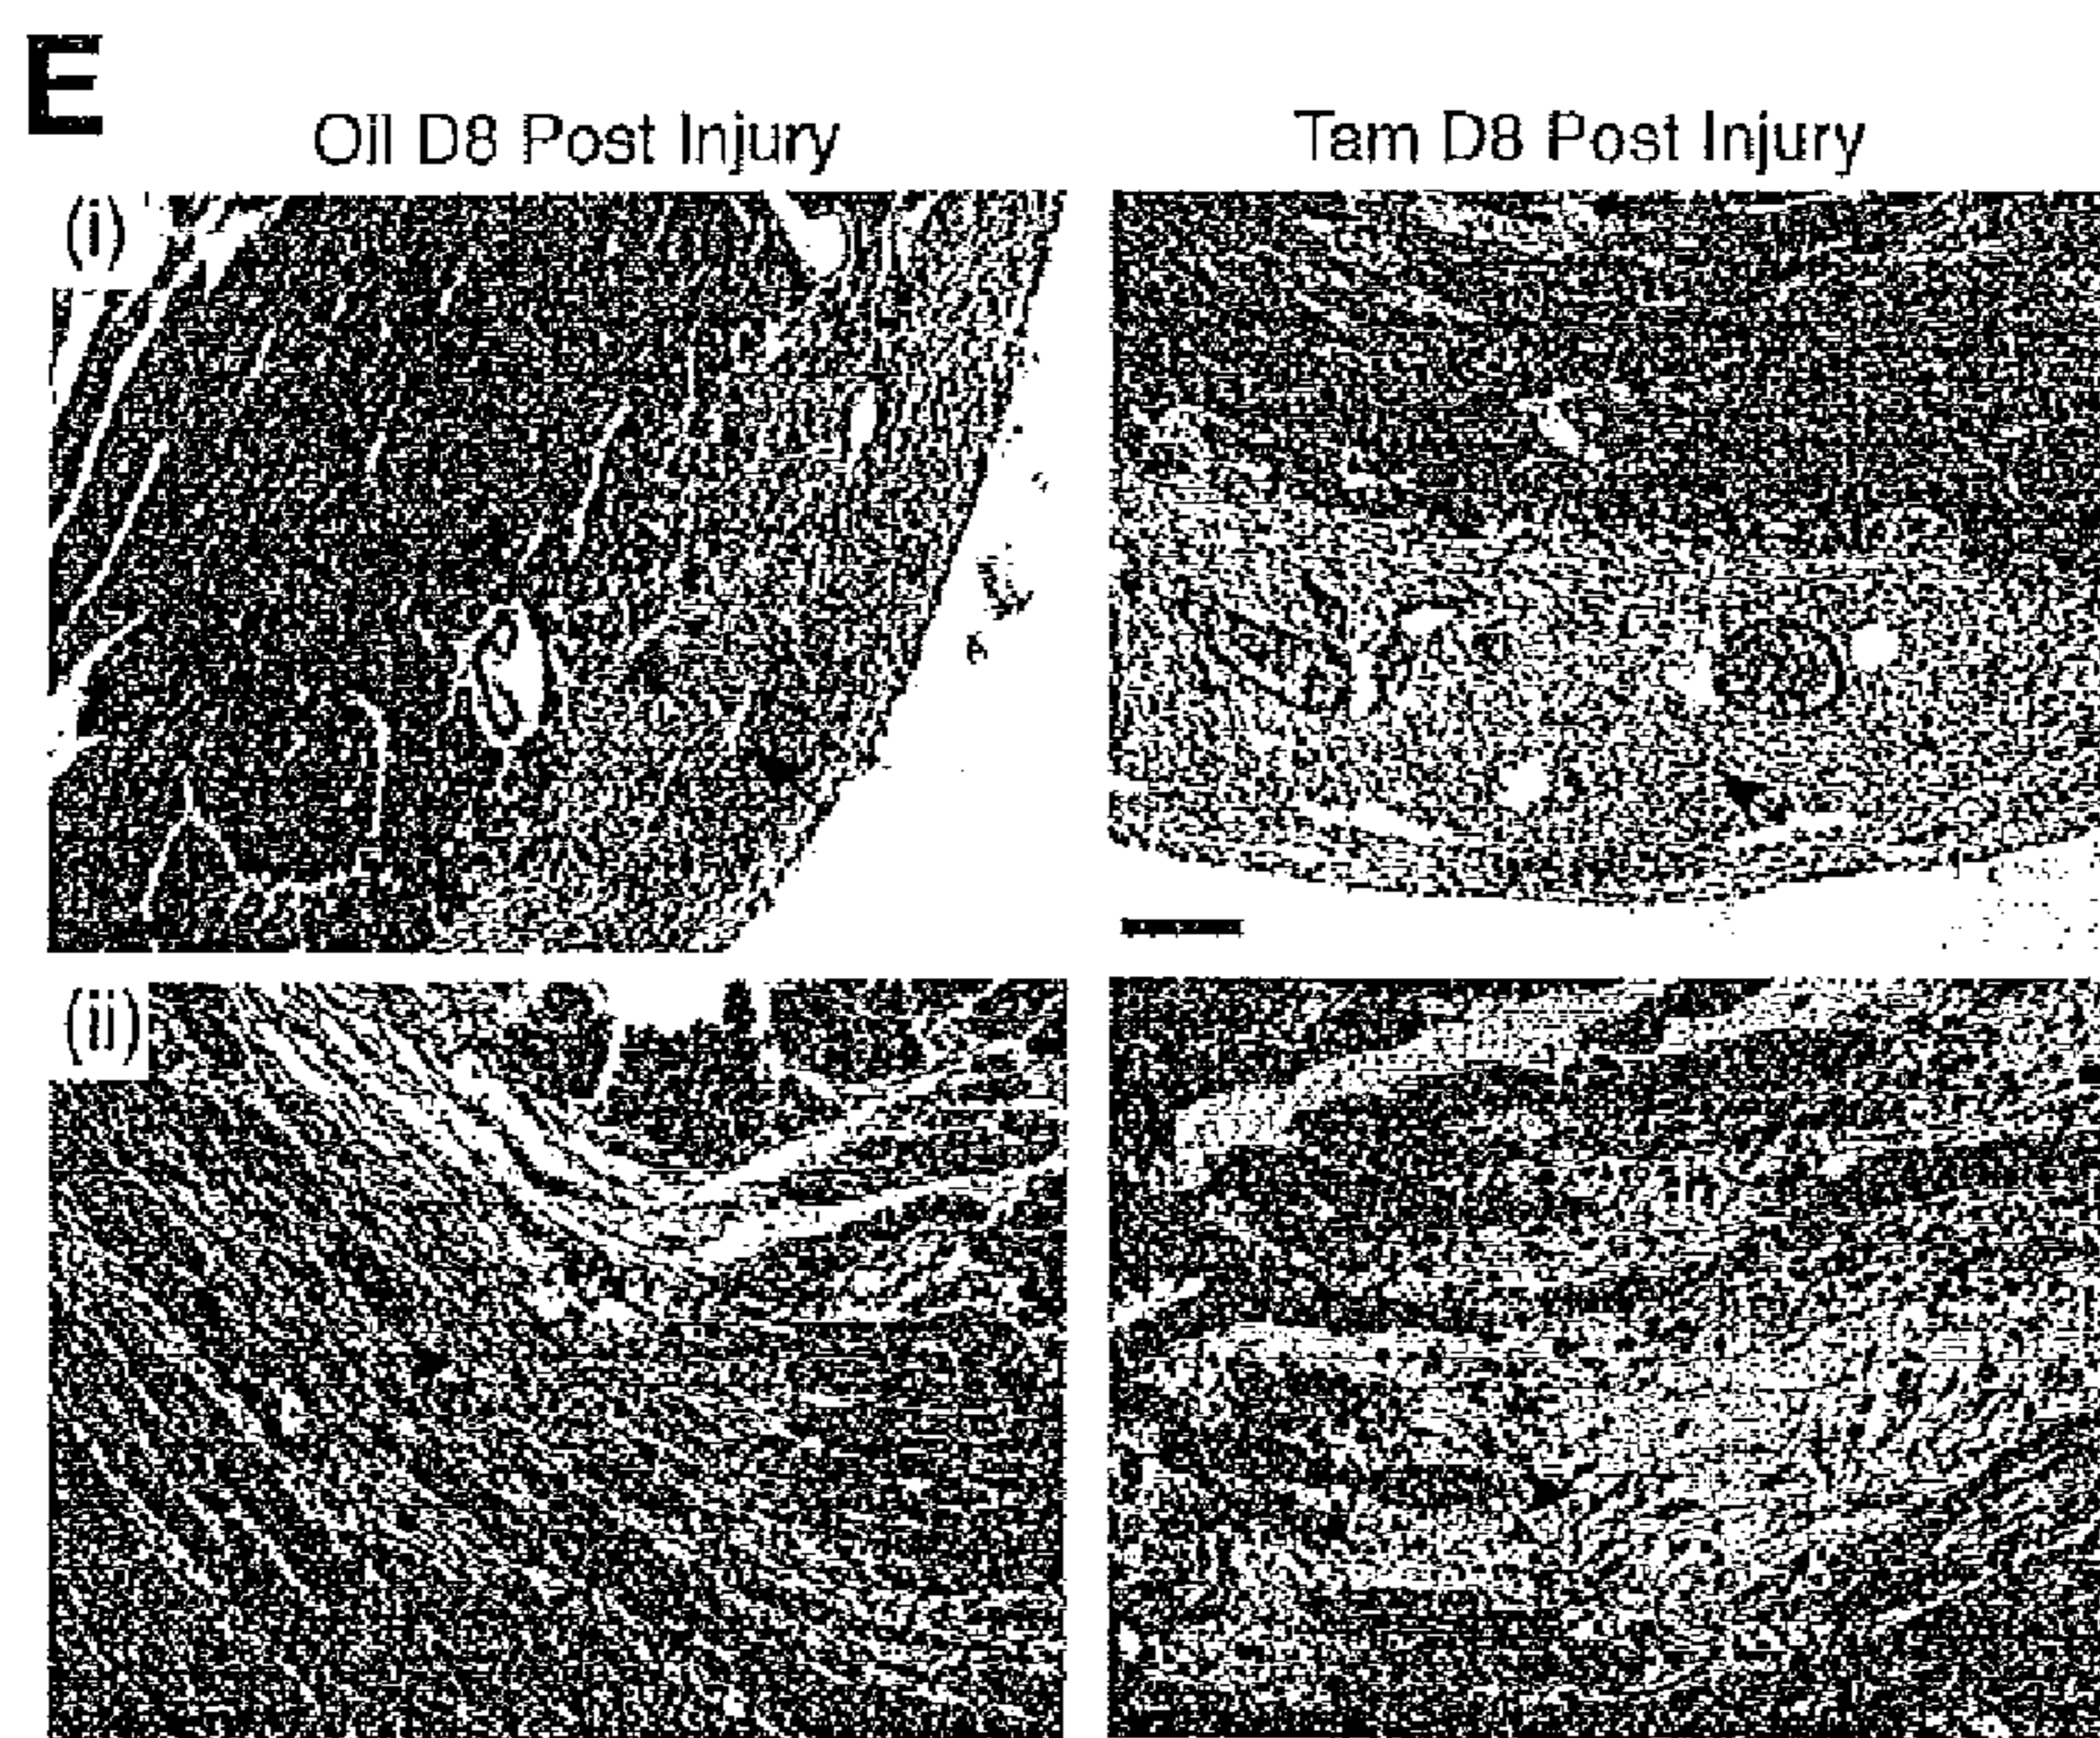 E
Oil D8 Post Injury
Tam D8 Post Injury
(i)
(ii)